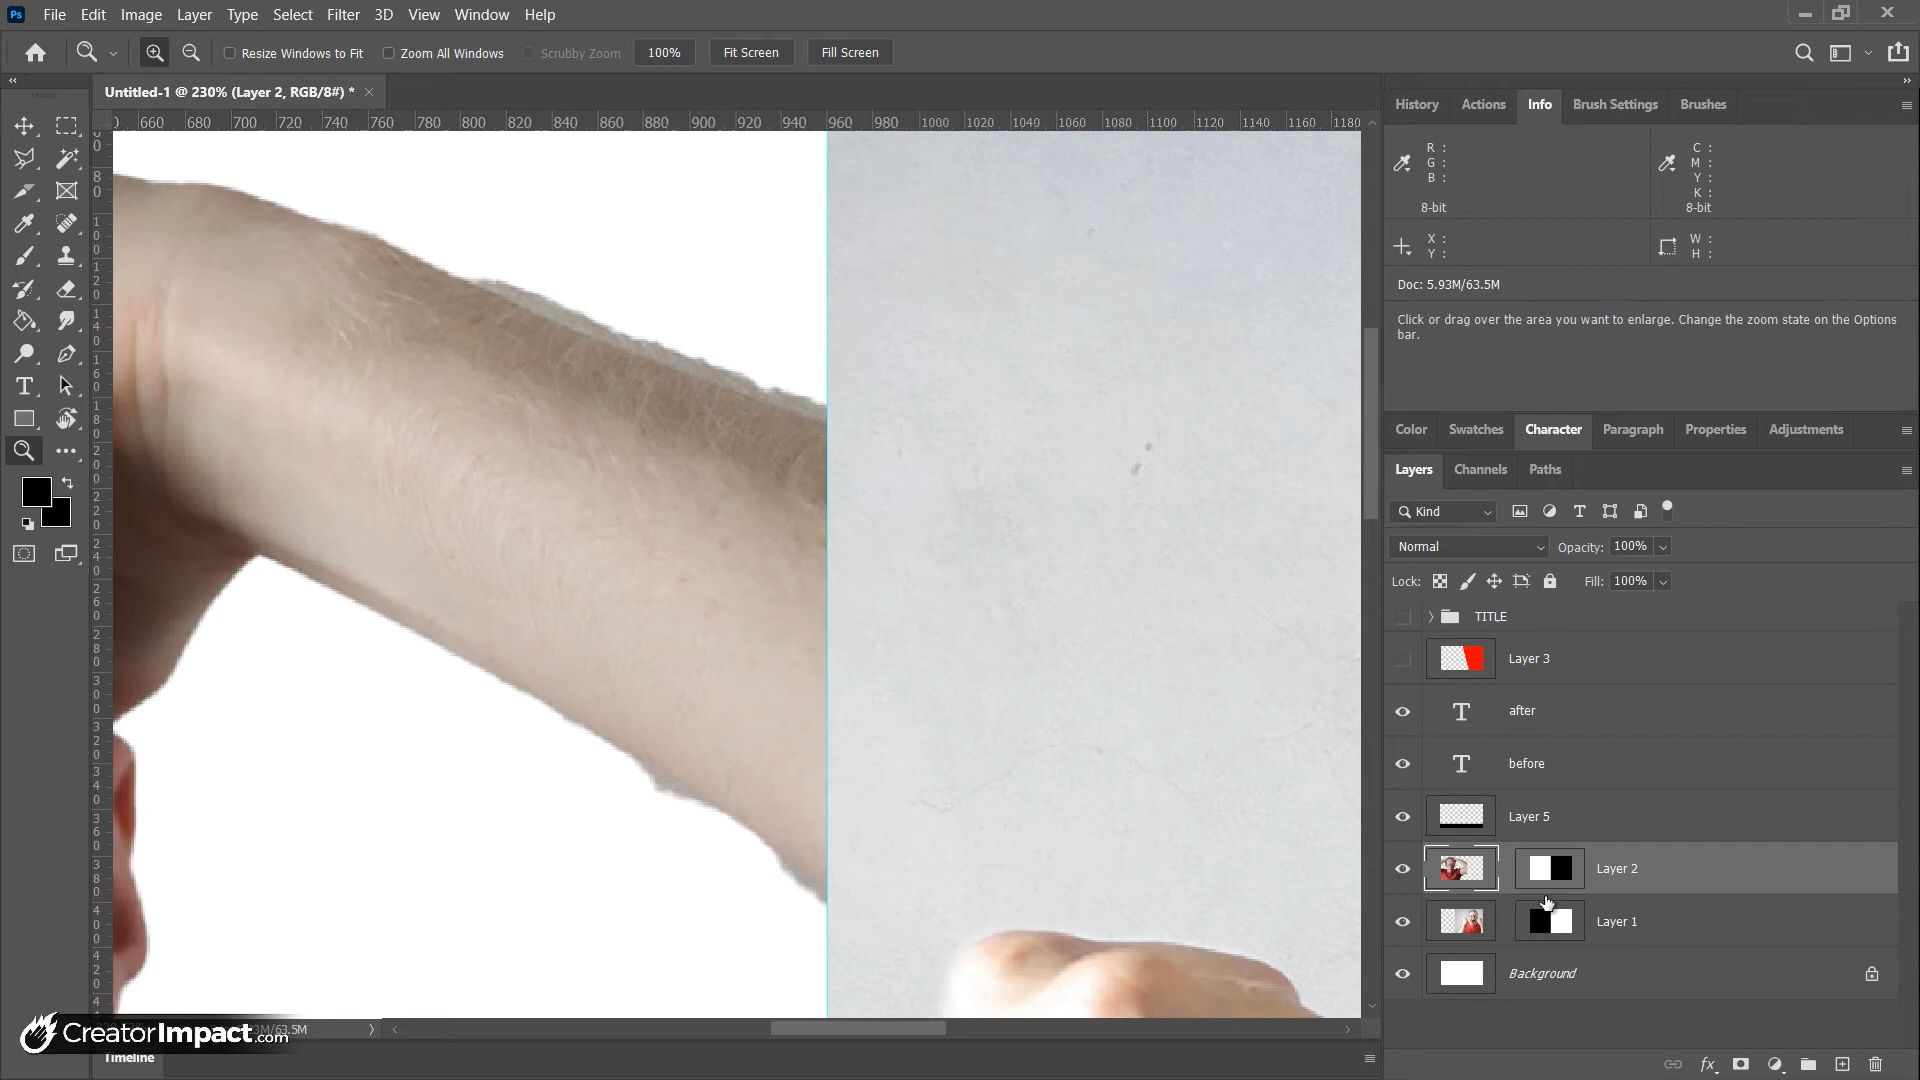 Ps File Edit Image Layer Type Select Filter 3D View Window Help
Resize Windows to Fit Zoom All Windows Scrubby Zoom 100% Fit Screen Fill Screen
Untitled-1 @ 230% (Layer 2, RGB/8#) *
660 680 700 720 740 760 780 800 820 840 860 880 900 920 940 960 980 1000 1020 1040 1060 1080 1100 1120 1140 1160 1180
History Actions Info Brush Settings Brushes
R :
G :
B :
8-bit
C :
M :
Y :
K :
8-bit
X :
Y :
W :
H :
Doc: 5.93M/63.5M
Click or drag over the area you want to enlarge. Change the zoom state on the Options
bar.
Color Swatches Character Paragraph Properties Adjustments
Layers Channels Paths
Kind
Normal Opacity: 100%
Lock: Fill: 100%
TITLE
Layer 3
T after
T before
Layer 5
Layer 2
Layer 1
Background
CreatorImpact.com
M/63.5M
Timeline
fx